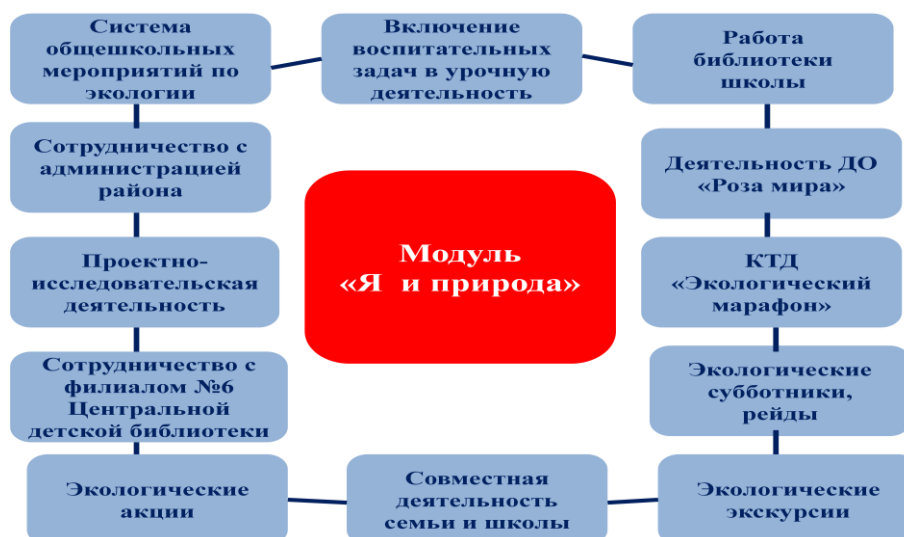 Система
общешкольных
мероприятий по
экологии
Включение
воспитательных
задач в урочную
деятельность
Работа
библиотеки
школы
Сотрудничество с
администрацией
района
Деятельность ДО
«Роза мира»
Модуль
«Я и природа»
Проектно-
исследовательская
деятельность
КТД
«Экологический
марафон»
Сотрудничество с
филиалом №6
Центральной
детской библиотеки
Экологические
субботники,
рейды
Экологические
акции
Совместная
деятельность
семьи и школы
Экологические
экскурсии